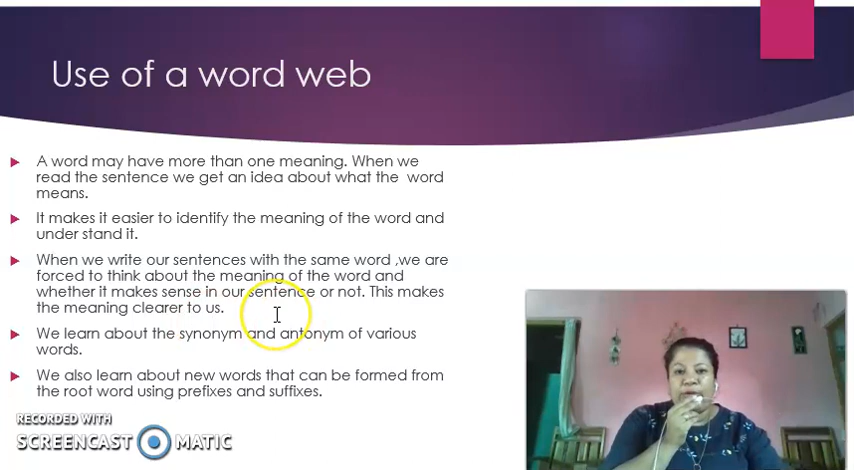 Use of a word web
A word may have more than one meaning. When we
read the sentence we get an idea about what the word
means.
It makes it easier to identify the meaning of the word and
under stand it.
When we write our sentences with the same word ,we are
forced to think about the meaning of the word and
whether it makes sense in our sentence or not. This makes
the meaning clearer to us.
We learn about the synonym and antonym of various
words.
We also learn about new words that can be formed from
the root word using prefixes and suffixes.
RECORDED WITH
SCREENCAST MATIC